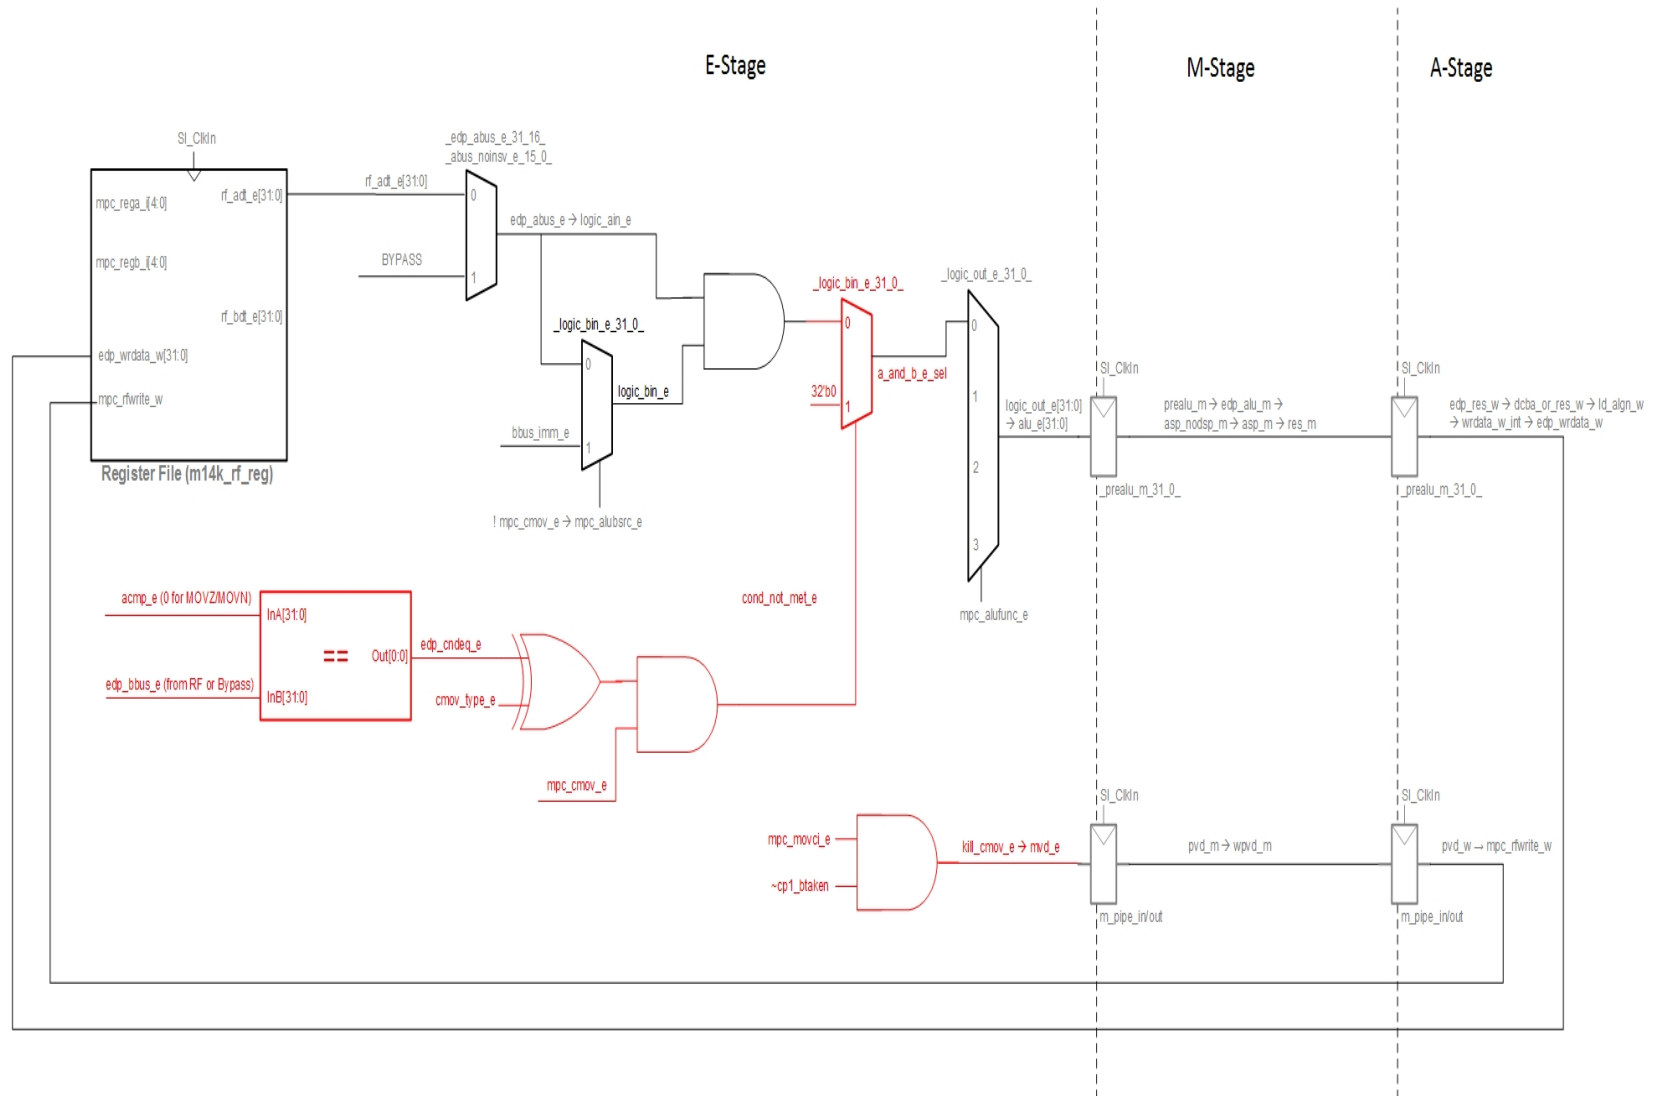 E-Stage
M-Stage
A-Stage
SI_ClkIn
mpc_rega_i[4:0]
rf_adt_e[31:0]
mpc_regb_i[4:0]
rf_bdt_e[31:0]
edp_wrdata_w[31:0]
mpc_rfwrite_w
Register File (m14k_rf_reg)
rf_adt_e[31:0]
BYPASS
_edp_abus_e_31_16_
_abus_noinsv_e_15_0_
0
1
edp_abus_e → logic_ain_e
_logic_bin_e_31_0_
0
1
bbus_imm_e
logic_bin_e
! mpc_cmov_e → mpc_alubsrc_e
_logic_bin_e_31_0_
0
32'b0
1
a_and_b_e_sel
_logic_out_e_31_0_
0
1
2
3
mpc_alufunc_e
logic_out_e[31:0]
→ alu_e[31:0]
SI_ClkIn
_prealu_m_31_0_
prealu_m → edp_alu_m →
asp_nodsp_m → asp_m → res_m
SI_ClkIn
_prealu_m_31_0_
edp_res_w → dcba_or_res_w → ld_algn_w
→ wrdata_w_int → edp_wrdata_w
acmp_e (0 for MOVZ/MOVN)
InA[31:0]
==
Out[0:0]
edp_bbus_e (from RF or Bypass)
InB[31:0]
edp_cndeq_e
cmov_type_e
mpc_cmov_e
cond_not_met_e
mpc_movci_e
~cp1_btaken
kill_cmov_e → mvd_e
SI_ClkIn
m_pipe_in/out
pvd_m → wpvd_m
SI_ClkIn
m_pipe_in/out
pvd_w → mpc_rfwrite_w